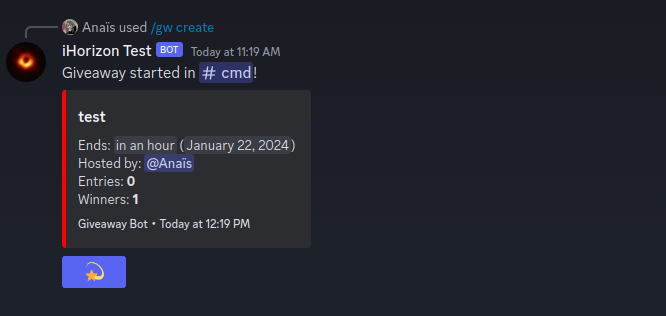 Anaïs used /gw create
iHorizon Test BOT Today at 11:19 AM
Giveaway started in # cmd!
test
Ends: in an hour (January 22, 2024)
Hosted by: @Anaïs
Entries: 0
Winners: 1
Giveaway Bot • Today at 12:19 PM